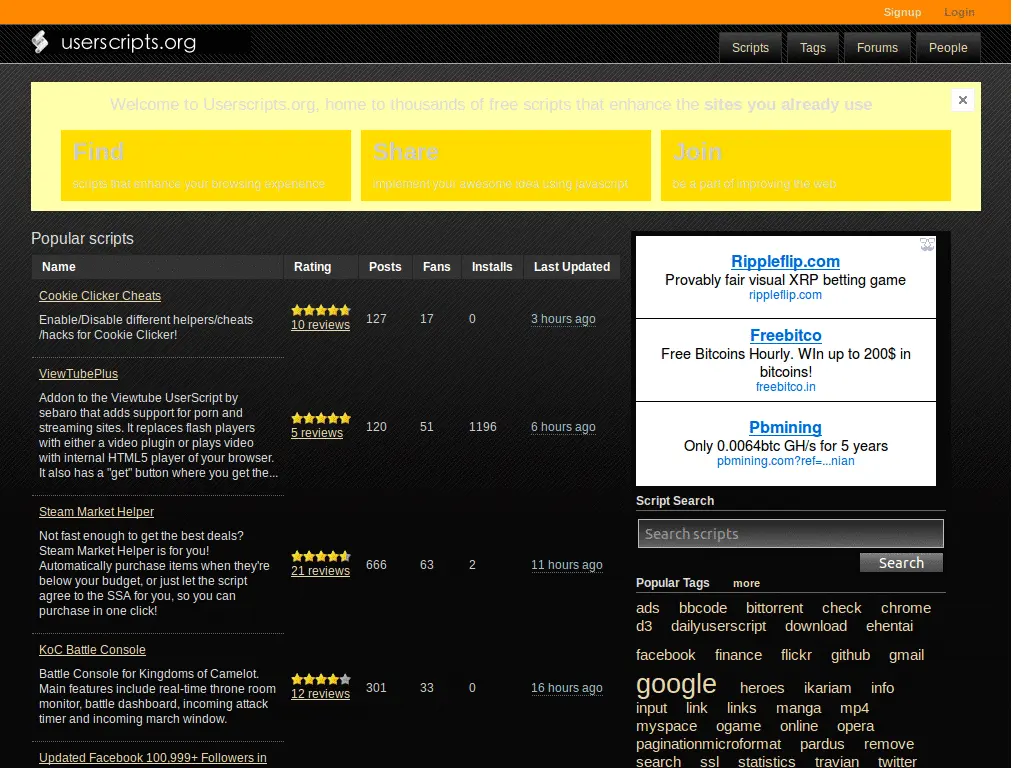 Signup Login
userscripts.org
Scripts Tags Forums People
Welcome to Userscripts.org, home to thousands of free scripts that enhance the sites you already use
Find
scripts that enhance your browsing experience
Share
implement your awesome idea using javascript
Join
be a part of improving the web
Popular scripts
Name Rating Posts Fans Installs Last Updated
Cookie Clicker Cheats
Enable/Disable different helpers/cheats
/hacks for Cookie Clicker!
10 reviews 127 17 0 3 hours ago
ViewTubePlus
Addon to the Viewtube UserScript by
sebaro that adds support for porn and
streaming sites. It replaces flash players
with either a video plugin or plays video
with internal HTML5 player of your browser.
It also has a "get" button where you get the...
5 reviews 120 51 1196 6 hours ago
Steam Market Helper
Not fast enough to get the best deals?
Steam Market Helper is for you!
Automatically purchase items when they're
below your budget, or just let the script
agree to the SSA for you, so you can
purchase in one click!
21 reviews 666 63 2 11 hours ago
KoC Battle Console
Battle Console for Kingdoms of Camelot.
Main features include real-time throne room
monitor, battle dashboard, incoming attack
timer and incoming march window.
12 reviews 301 33 0 16 hours ago
Updated Facebook 100,999+ Followers in
Rippleflip.com
Provably fair visual XRP betting game
rippleflip.com
Freebitco
Free Bitcoins Hourly. WIn up to 200$ in
bitcoins!
freebitco.in
Pbmining
Only 0.0064btc GH/s for 5 years
pbmining.com?ref=...nian
Script Search
Search scripts
Search
Popular Tags more
ads bbcode bittorrent check chrome
d3 dailyuserscript download ehentai
facebook finance flickr github gmail
google heroes ikariam info
input link links manga mp4
myspace ogame online opera
paginationmicroformat pardus remove
search ssl statistics travian twitter